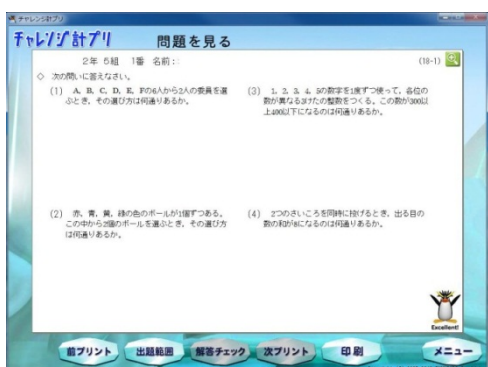 チャレンジ計プリ
チャレンジ計プリ 問題を見る
2年 5組 1番 名前:
(18-1)
◇ 次の問いに答えなさい。
(1) A, B, C, D, E, Fの6人から2人の委員を選
ぶとき、その選び方は何通りあるか。
(3) 1, 2, 3, 4, 5の数字を1度ずつ使って、各位の
数が異なる3けたの整数をつくる。この数が300以
上400以下になるのは何通りあるか。
(2) 赤, 青, 黄, 緑の色のボールが1個ずつある。
この中から2個のボールを選ぶとき、その選び方
は何通りあるか。
(4) 2つのさいころを同時に投げるとき、出る目の
数の和が8になるのは何通りあるか。
Excellent!
前プリント 出題範囲 解答チェック 次プリント 印刷 メニュー